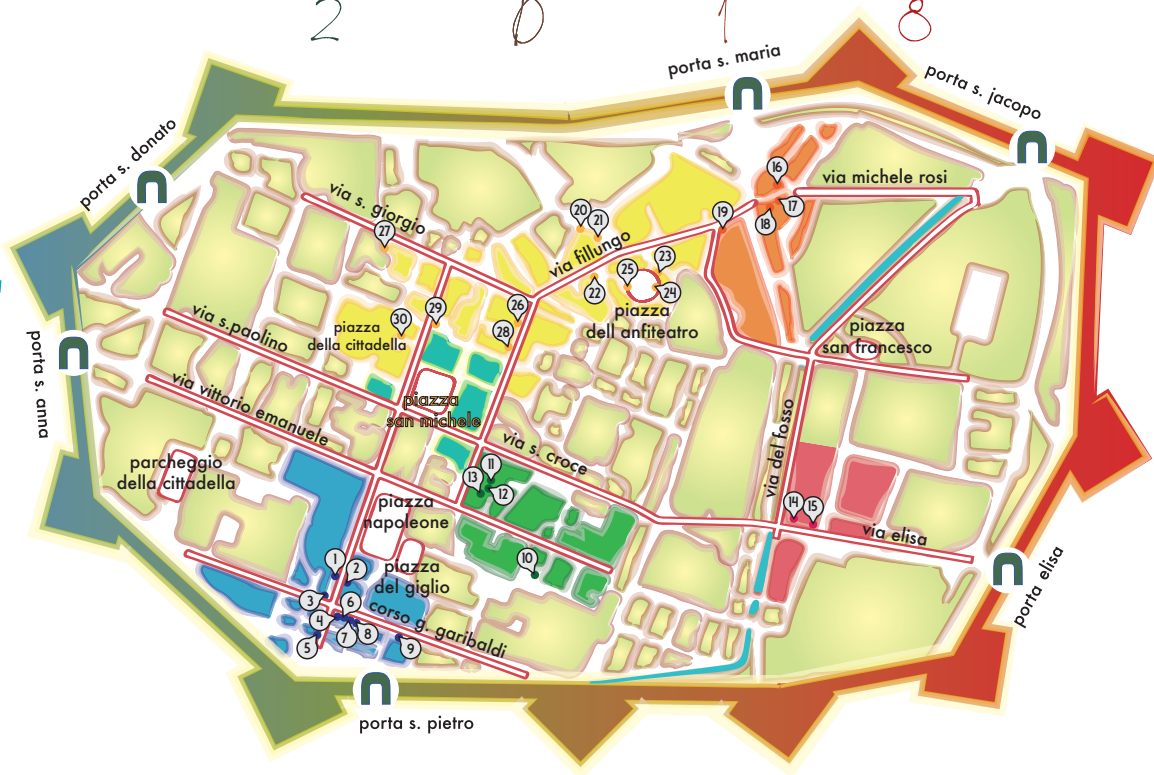 2 0 1 8
porta s. maria
porta s. jacopo
porta s. donato
via michele rosi
16
17
18
19
20
21
via s. giorgio
27
via fillungo
23
25
24
22
piazza
dell anfiteatro
26
29
30
28
piazza
della cittadella
via s.paolino
piazza
san francesco
porta s. anna
via vittorio emanuele
piazza
san michele
via s. croce
via del fosso
parcheggio
della cittadella
11
13
12
piazza
napoleone
14
15
via elisa
10
piazza
del giglio
1
2
3
6
4
7
8
5
9
corso g. garibaldi
porta elisa
porta s. pietro